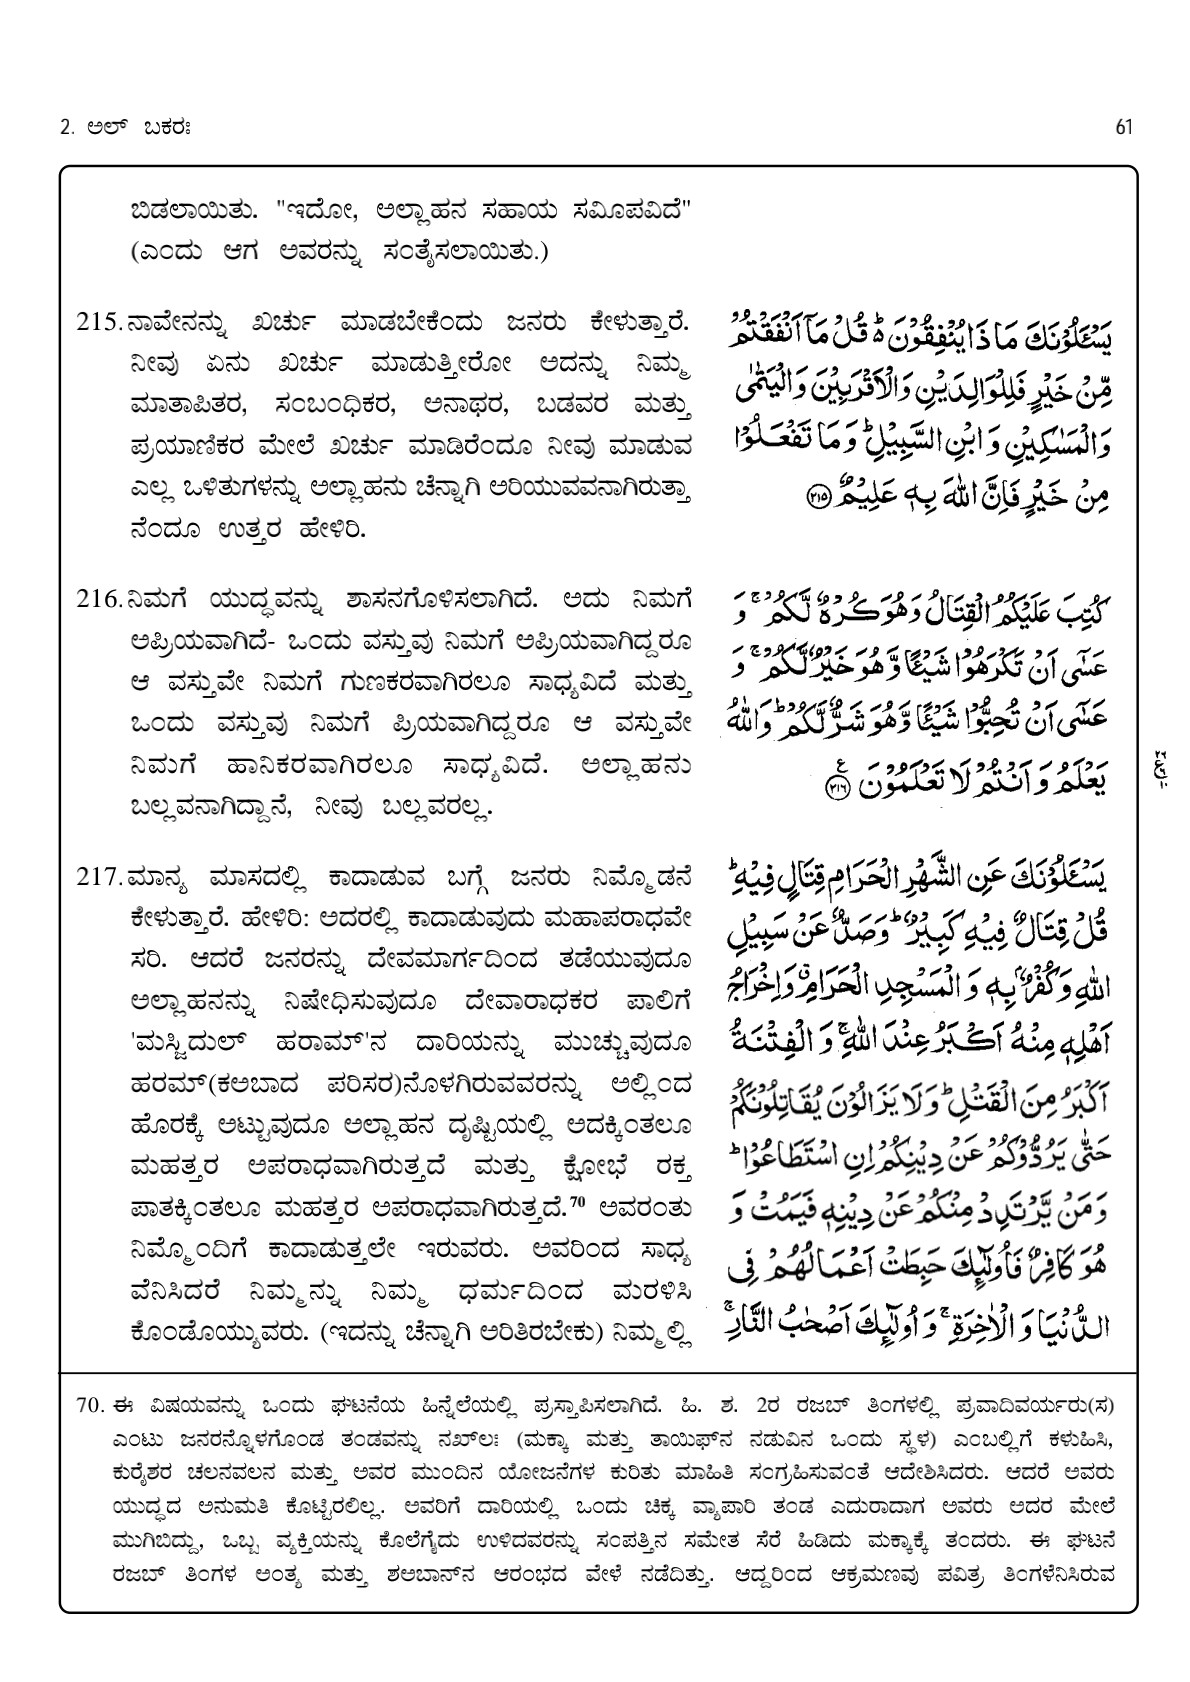 2. ಅಲ್ ಬಕರಃ
61
ಬಿಡಲಾಯಿತು. "ಇದೋ, ಅಲ್ಲಾಹನ ಸಹಾಯ ಸಮೀಪವಿದೆ"
(ಎಂದು ಆಗ ಅವರನ್ನು ಸಂತೈಸಲಾಯಿತು.)
215. ನಾವೇನನ್ನು ಖರ್ಚು ಮಾಡಬೇಕೆಂದು ಜನರು ಕೇಳುತ್ತಾರೆ.
ನೀವು ಏನು ಖರ್ಚು ಮಾಡುತ್ತೀರೋ ಅದನ್ನು ನಿಮ್ಮ
ಮಾತಾಪಿತರ, ಸಂಬಂಧಿಕರ, ಅನಾಥರ, ಬಡವರ ಮತ್ತು
ಪ್ರಯಾಣಿಕರ ಮೇಲೆ ಖರ್ಚು ಮಾಡಿರೆಂದೂ ನೀವು ಮಾಡುವ
ಎಲ್ಲ ಒಳಿತುಗಳನ್ನು ಅಲ್ಲಾಹನು ಚೆನ್ನಾಗಿ ಅರಿಯುವವನಾಗಿರುತ್ತಾ
ನೆಂದೂ ಉತ್ತರ ಹೇಳಿರಿ.
يَسْـَٔلُوْنَكَ مَا ذَا يُنْفِقُوْنَ ؕ قُلْ مَآ اَنْفَقْتُمْ
مِّنْ خَيْرٍ فَلِلْوَالِدَيْنِ وَالْاَقْرَبِيْنَ وَالْيَتٰمٰى
وَالْمَسٰكِيْنِ وَابْنِ السَّبِيْلِ ؕ وَمَا تَفْعَلُوْا
مِنْ خَيْرٍ فَاِنَّ اللّٰهَ بِهٖ عَلِيْمٌ ﴿۲۱۵﴾
216. ನಿಮಗೆ ಯುದ್ಧವನ್ನು ಶಾಸನಗೊಳಿಸಲಾಗಿದೆ. ಅದು ನಿಮಗೆ
ಅಪ್ರಿಯವಾಗಿದೆ- ಒಂದು ವಸ್ತುವು ನಿಮಗೆ ಅಪ್ರಿಯವಾಗಿದ್ದರೂ
ಆ ವಸ್ತುವೇ ನಿಮಗೆ ಗುಣಕರವಾಗಿರಲೂ ಸಾಧ್ಯವಿದೆ ಮತ್ತು
ಒಂದು ವಸ್ತುವು ನಿಮಗೆ ಪ್ರಿಯವಾಗಿದ್ದರೂ ಆ ವಸ್ತುವೇ
ನಿಮಗೆ ಹಾನಿಕರವಾಗಿರಲೂ ಸಾಧ್ಯವಿದೆ. ಅಲ್ಲಾಹನು
ಬಲ್ಲವನಾಗಿದ್ದಾನೆ, ನೀವು ಬಲ್ಲವರಲ್ಲ.
كُتِبَ عَلَيْكُمُ الْقِتَالُ وَهُوَ كُرْهٌ لَّكُمْ ۚ وَ
عَسٰٓى اَنْ تَكْرَهُوْا شَيْـًٔا وَّهُوَ خَيْرٌ لَّكُمْ ۚ وَ
عَسٰٓى اَنْ تُحِبُّوْا شَيْـًٔا وَّهُوَ شَرٌّ لَّكُمْ ؕ وَاللّٰهُ
يَعْلَمُ وَاَنْتُمْ لَا تَعْلَمُوْنَ ﴿۲۱۶﴾
217. ಮಾನ್ಯ ಮಾಸದಲ್ಲಿ ಕಾದಾಡುವ ಬಗ್ಗೆ ಜನರು ನಿಮ್ಮೊಡನೆ
ಕೇಳುತ್ತಾರೆ. ಹೇಳಿರಿ: ಅದರಲ್ಲಿ ಕಾದಾಡುವುದು ಮಹಾಪರಾಧವೇ
ಸರಿ. ಆದರೆ ಜನರನ್ನು ದೇವಮಾರ್ಗದಿಂದ ತಡೆಯುವುದೂ
ಅಲ್ಲಾಹನನ್ನು ನಿಷೇಧಿಸುವುದೂ ದೇವಾರಾಧಕರ ಪಾಲಿಗೆ
'ಮಸ್ಜಿದುಲ್ ಹರಾಮ್'ನ ದಾರಿಯನ್ನು ಮುಚ್ಚುವುದೂ
ಹರಮ್(ಕಅಬಾದ ಪರಿಸರ)ನೊಳಗಿರುವವರನ್ನು ಅಲ್ಲಿಂದ
ಹೊರಕ್ಕೆ ಅಟ್ಟುವುದೂ ಅಲ್ಲಾಹನ ದೃಷ್ಟಿಯಲ್ಲಿ ಅದಕ್ಕಿಂತಲೂ
ಮಹತ್ತರ ಅಪರಾಧವಾಗಿರುತ್ತದೆ ಮತ್ತು ಕ್ಷೋಭೆ ರಕ್ತ
ಪಾತಕ್ಕಿಂತಲೂ ಮಹತ್ತರ ಅಪರಾಧವಾಗಿರುತ್ತದೆ.70 ಅವರಂತು
ನಿಮ್ಮೊಂದಿಗೆ ಕಾದಾಡುತ್ತಲೇ ಇರುವರು. ಅವರಿಂದ ಸಾಧ್ಯ
ವೆನಿಸಿದರೆ ನಿಮ್ಮನ್ನು ನಿಮ್ಮ ಧರ್ಮದಿಂದ ಮರಳಿಸಿ
ಕೊಂಡೊಯ್ಯುವರು. (ಇದನ್ನು ಚೆನ್ನಾಗಿ ಅರಿತಿರಬೇಕು) ನಿಮ್ಮಲ್ಲಿ
يَسْـَٔلُوْنَكَ عَنِ الشَّهْرِ الْحَرَامِ قِتَالٍ فِيْهِ ؕ
قُلْ قِتَالٌ فِيْهِ كَبِيْرٌ ؕ وَصَدٌّ عَنْ سَبِيْلِ
اللّٰهِ وَكُفْرٌۢ بِهٖ وَالْمَسْجِدِ الْحَرَامِ ۗ وَاِخْرَاجُ
اَهْلِهٖ مِنْهُ اَكْبَرُ عِنْدَ اللّٰهِ ۚ وَالْفِتْنَةُ
اَكْبَرُ مِنَ الْقَتْلِ ؕ وَلَا يَزَالُوْنَ يُقَاتِلُوْنَكُمْ
حَتّٰى يَرُدُّوْكُمْ عَنْ دِيْنِكُمْ اِنِ اسْتَطَاعُوْا ؕ
وَمَنْ يَّرْتَدِدْ مِنْكُمْ عَنْ دِيْنِهٖ فَيَمُتْ وَ
هُوَ كَافِرٌ فَاُولٰٓئِكَ حَبِطَتْ اَعْمَالُهُمْ فِى
الدُّنْيَا وَالْاٰخِرَةِ ۚ وَاُولٰٓئِكَ اَصْحٰبُ النَّارِ ۚ
70. ಈ ವಿಷಯವನ್ನು ಒಂದು ಘಟನೆಯ ಹಿನ್ನೆಲೆಯಲ್ಲಿ ಪ್ರಸ್ತಾಪಿಸಲಾಗಿದೆ. ಹಿ. ಶ. 2ರ ರಜಬ್ ತಿಂಗಳಲ್ಲಿ ಪ್ರವಾದಿವರ್ಯರು(ಸ)
ಎಂಟು ಜನರನ್ನೊಳಗೊಂಡ ತಂಡವನ್ನು ನಖ್‌ಲಃ (ಮಕ್ಕಾ ಮತ್ತು ತಾಯಿಫ್‌ನ ನಡುವಿನ ಒಂದು ಸ್ಥಳ) ಎಂಬಲ್ಲಿಗೆ ಕಳುಹಿಸಿ,
ಕುರೈಶರ ಚಲನವಲನ ಮತ್ತು ಅವರ ಮುಂದಿನ ಯೋಜನೆಗಳ ಕುರಿತು ಮಾಹಿತಿ ಸಂಗ್ರಹಿಸುವಂತೆ ಆದೇಶಿಸಿದರು. ಆದರೆ ಅವರು
ಯುದ್ಧದ ಅನುಮತಿ ಕೊಟ್ಟಿರಲಿಲ್ಲ. ಅವರಿಗೆ ದಾರಿಯಲ್ಲಿ ಒಂದು ಚಿಕ್ಕ ವ್ಯಾಪಾರಿ ತಂಡ ಎದುರಾದಾಗ ಅವರು ಅದರ ಮೇಲೆ
ಮುಗಿಬಿದ್ದು, ಒಬ್ಬ ವ್ಯಕ್ತಿಯನ್ನು ಕೊಲೆಗೈದು ಉಳಿದವರನ್ನು ಸಂಪತ್ತಿನ ಸಮೇತ ಸೆರೆ ಹಿಡಿದು ಮಕ್ಕಾಕ್ಕೆ ತಂದರು. ಈ ಘಟನೆ
ರಜಬ್ ತಿಂಗಳ ಅಂತ್ಯ ಮತ್ತು ಶಅಬಾನ್‌ನ ಆರಂಭದ ವೇಳೆ ನಡೆದಿತ್ತು. ಆದ್ದರಿಂದ ಆಕ್ರಮಣವು ಪವಿತ್ರ ತಿಂಗಳೆನಿಸಿರುವ